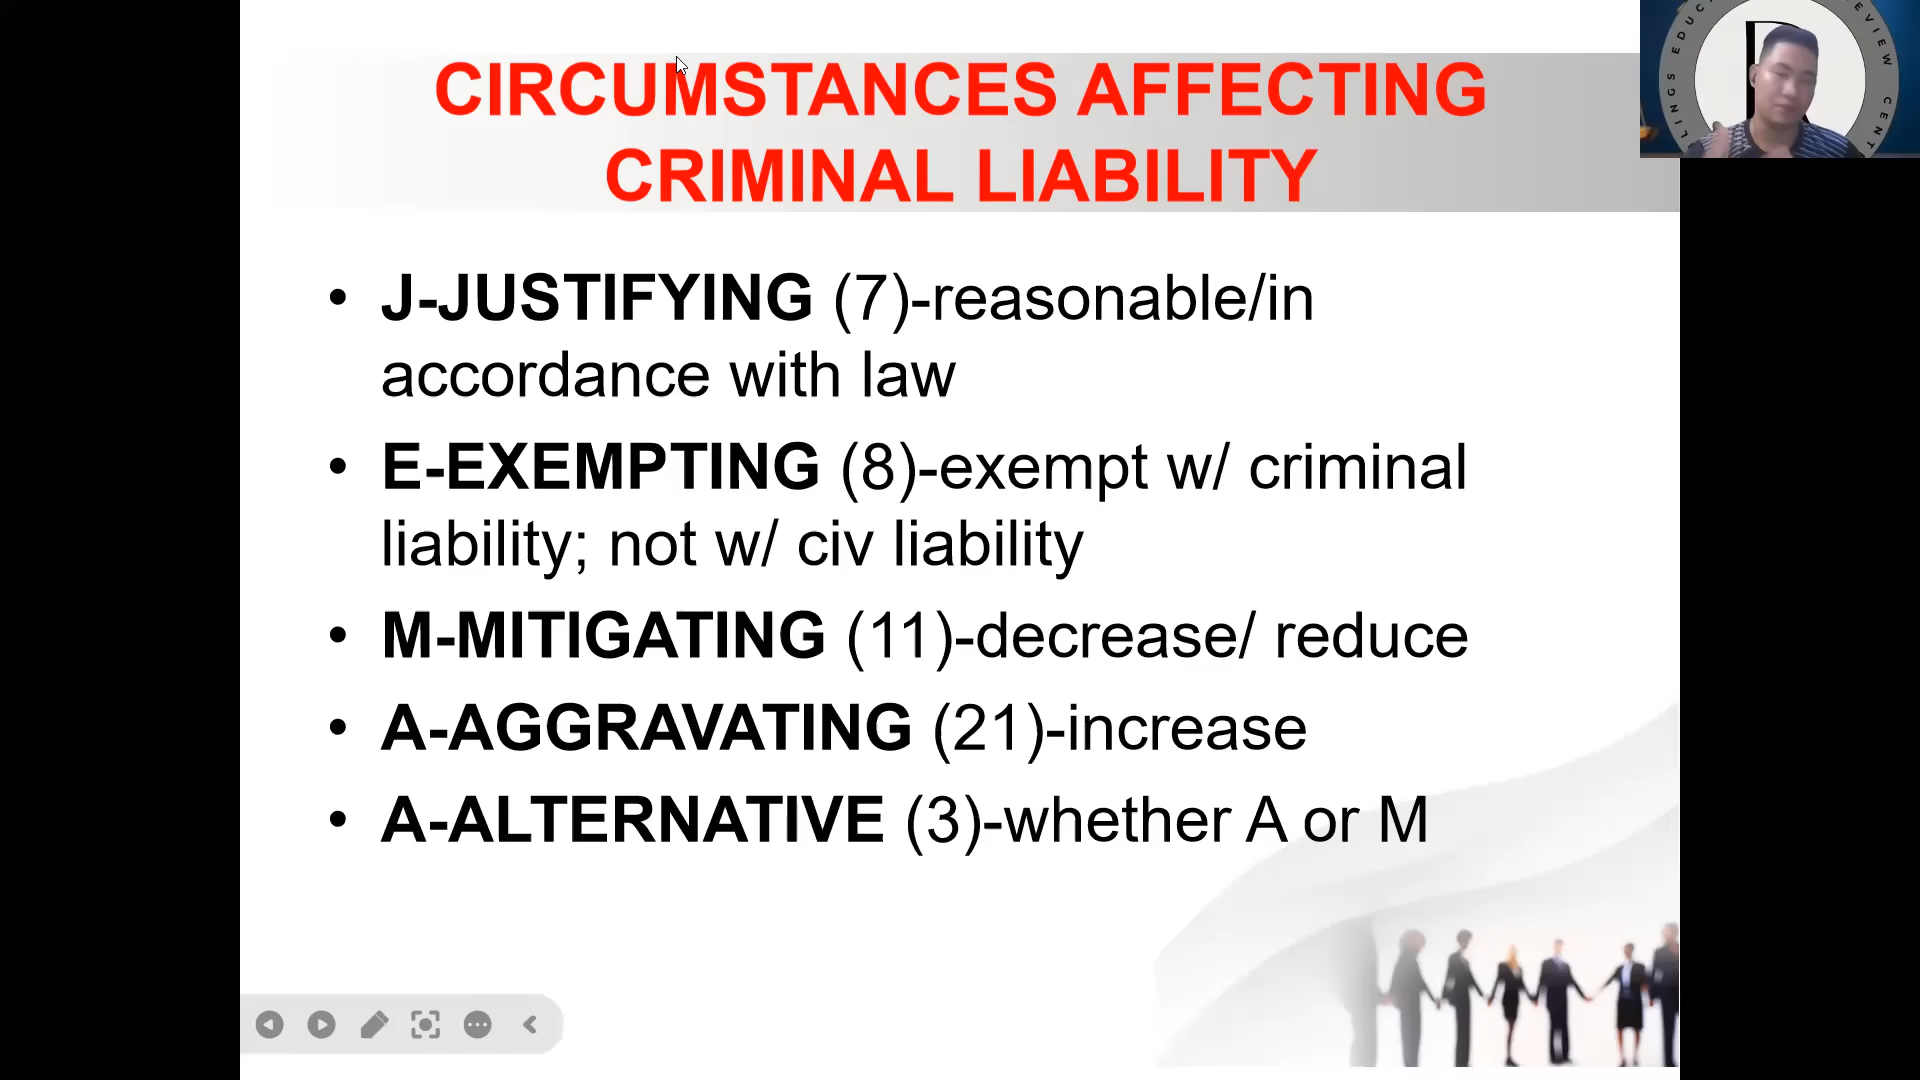 CIRCUMSTANCES AFFECTING
CRIMINAL LIABILITY
• J-JUSTIFYING (7)-reasonable/in
accordance with law
• E-EXEMPTING (8)-exempt w/ criminal
liability; not w/ civ liability
• M-MITIGATING (11)-decrease/ reduce
• A-AGGRAVATING (21)-increase
• A-ALTERNATIVE (3)-whether A or M